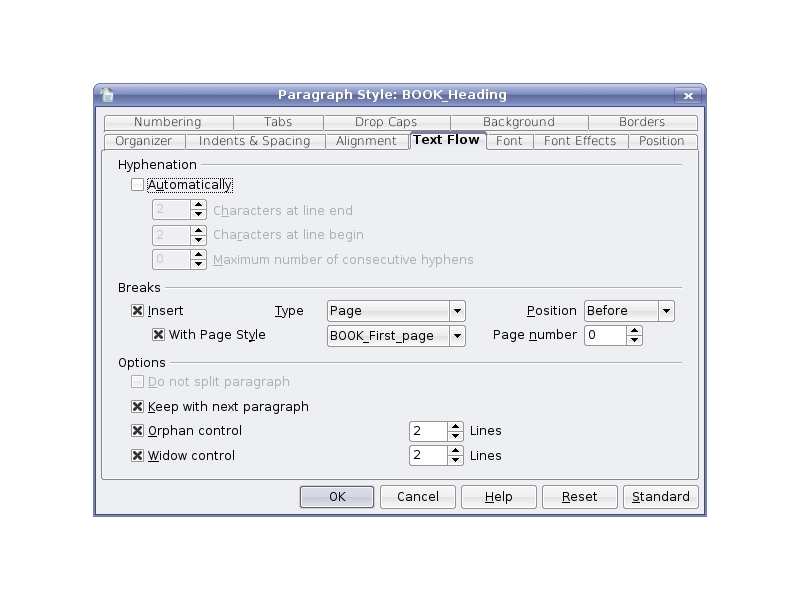 Paragraph Style: BOOK_Heading
Numbering Tabs Drop Caps Background Borders
Organizer Indents & Spacing Alignment Text Flow Font Font Effects Position
Hyphenation
Automatically
2 Characters at line end
2 Characters at line begin
0 Maximum number of consecutive hyphens
Breaks
Insert Type Page Position Before
With Page Style BOOK_First_page Page number 0
Options
Do not split paragraph
Keep with next paragraph
Orphan control 2 Lines
Widow control 2 Lines
OK Cancel Help Reset Standard